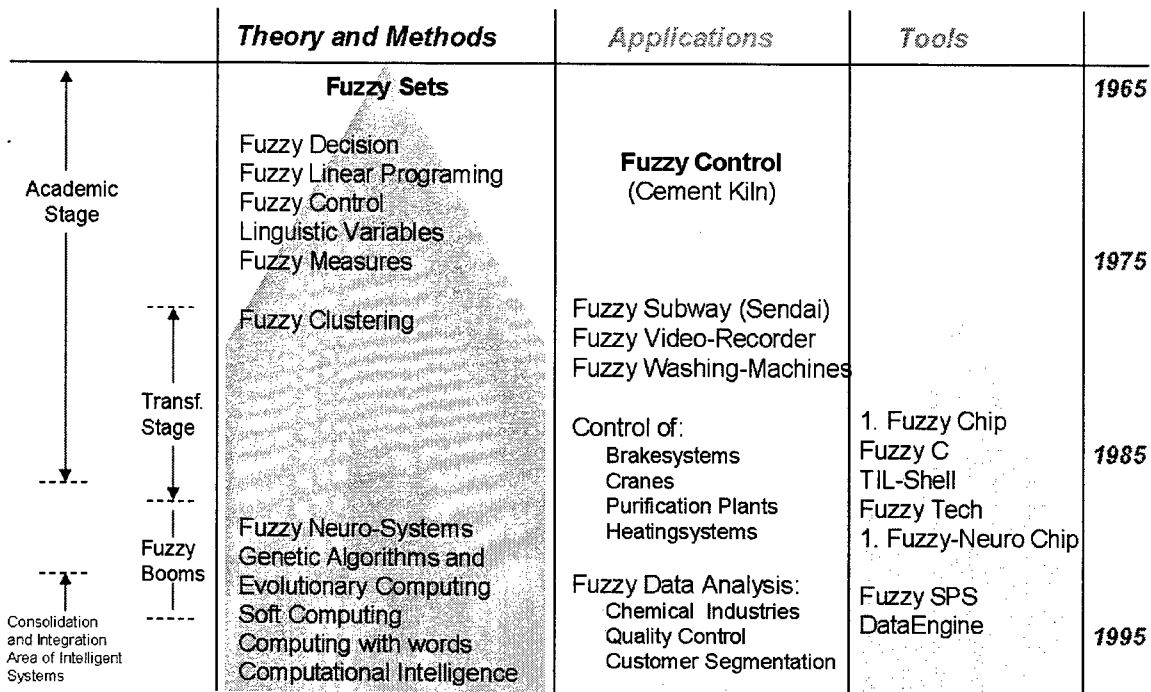 Theory and Methods
Applications
Tools
Fuzzy Sets
1965
Fuzzy Decision
Fuzzy Linear Programing
Fuzzy Control
Linguistic Variables
Fuzzy Measures
Fuzzy Control
(Cement Kiln)
Academic
Stage
1975
Fuzzy Clustering
Fuzzy Subway (Sendai)
Fuzzy Video-Recorder
Fuzzy Washing-Machines
Transf.
Stage
Control of:
Brakesystems
Cranes
Purification Plants
Heatingsystems
1. Fuzzy Chip
Fuzzy C
TIL-Shell
Fuzzy Tech
1. Fuzzy-Neuro Chip
1985
Fuzzy
Booms
Fuzzy Neuro-Systems
Genetic Algorithms and
Evolutionary Computing
Soft Computing
Computing with words
Computational Intelligence
Fuzzy Data Analysis:
Chemical Industries
Quality Control
Customer Segmentation
Fuzzy SPS
DataEngine
1995
Consolidation
and Integration
Area of Intelligent
Systems